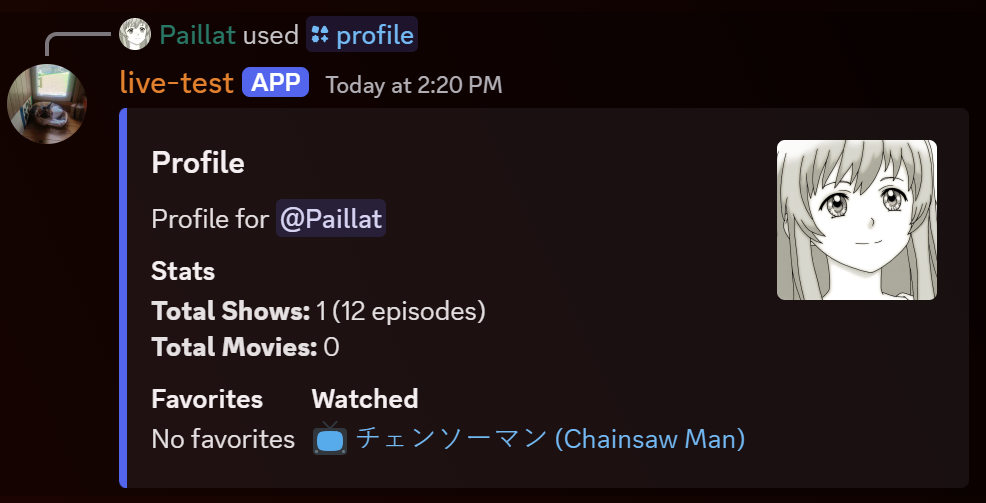 Paillat used profile
live-test APP Today at 2:20 PM
Profile
Profile for @Paillat
Stats
Total Shows: 1 (12 episodes)
Total Movies: 0
Favorites Watched
No favorites チェンソーマン (Chainsaw Man)